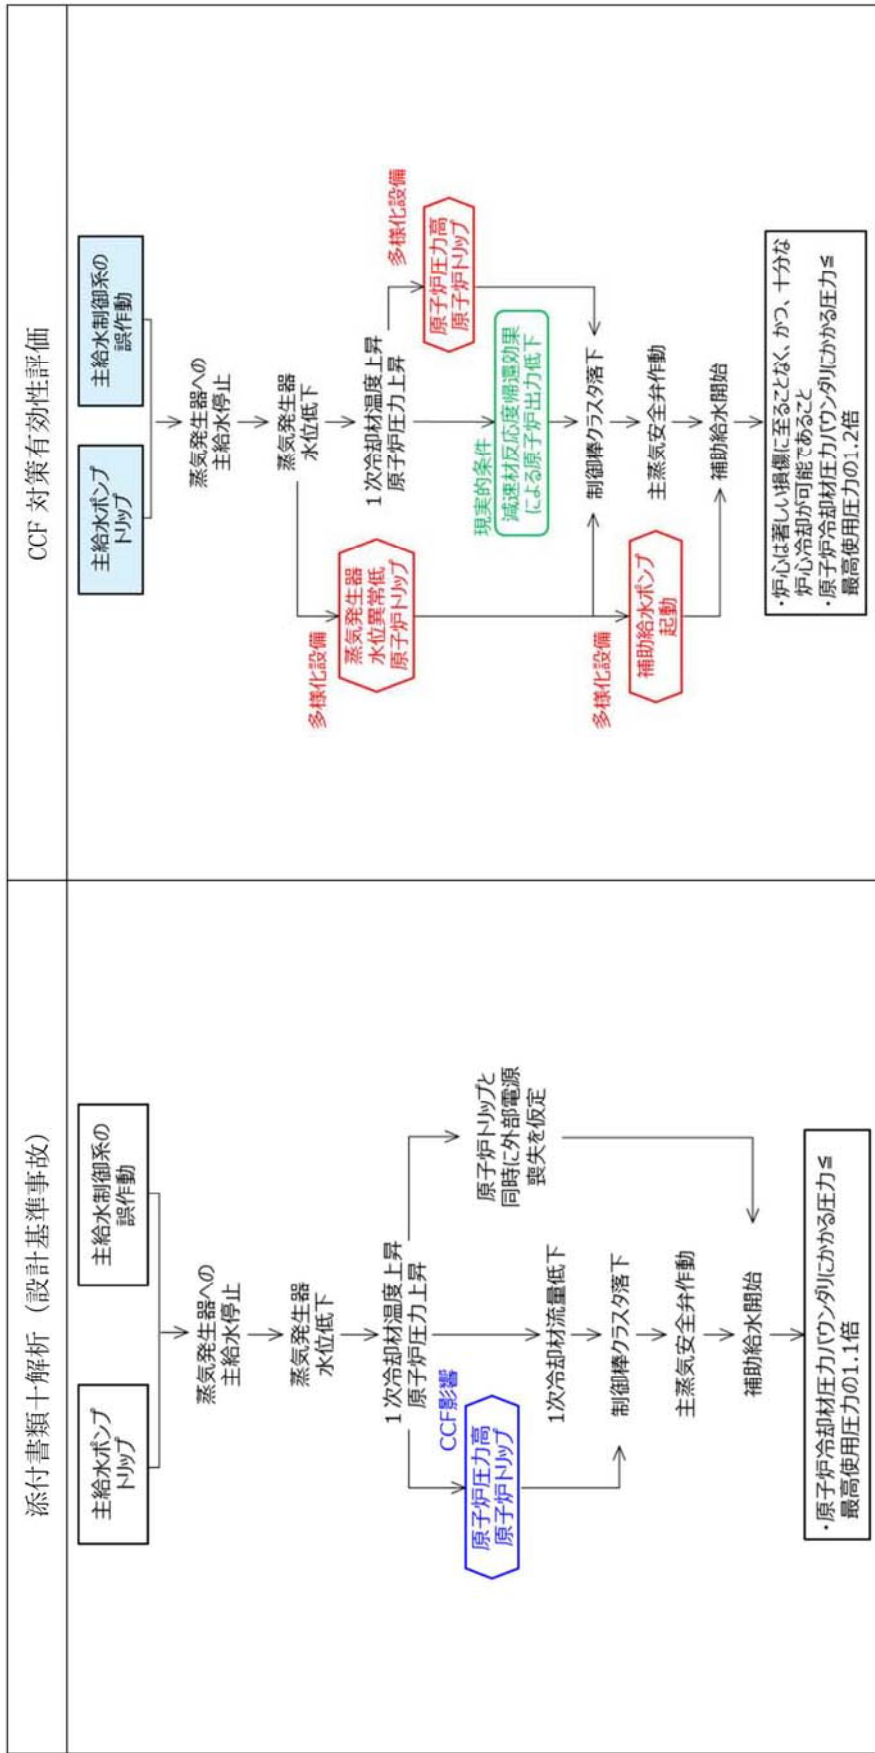 添付書類十解析（設計基準事故）
主給水ポンプ
トリップ
主給水制御系の
誤作動
蒸気発生器への
主給水停止
蒸気発生器
水位低下
1次冷却材温度上昇
原子炉圧力上昇
CCF影響
原子炉圧力高
原子炉トリップ
原子炉トリップと
同時に外部電源
喪失を仮定
1次冷却材流量低下
制御棒クラスタ落下
主蒸気安全弁作動
補助給水開始
・原子炉冷却材圧力バウンダリにかかる圧力≦
最高使用圧力の1.1倍
CCF 対策有効性評価
主給水ポンプ
トリップ
主給水制御系の
誤作動
蒸気発生器への
主給水停止
蒸気発生器
水位低下
多様化設備
蒸気発生器
水位異常低
原子炉トリップ
1次冷却材温度上昇
原子炉圧力上昇
多様化設備
原子炉圧力高
原子炉トリップ
現実的条件
減速材反応度帰還効果
による原子炉出力低下
制御棒クラスタ落下
主蒸気安全弁作動
多様化設備
補助給水ポンプ
起動
補助給水開始
・炉心は著しい損傷に至ることなく、かつ、十分な
炉心冷却が可能であること
・原子炉冷却材圧力バウンダリにかかる圧力≦
最高使用圧力の1.2倍